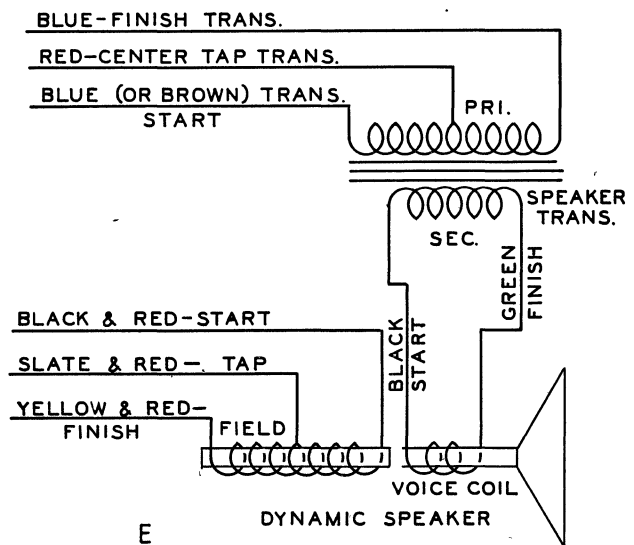 BLUE-FINISH TRANS.
RED-CENTER TAP TRANS.
BLUE (OR BROWN) TRANS.
START
PRI.
SPEAKER
TRANS.
SEC.
GREEN
FINISH
BLACK
START
BLACK & RED-START
SLATE & RED-. TAP
YELLOW & RED-
FINISH
FIELD
VOICE COIL
DYNAMIC SPEAKER
E